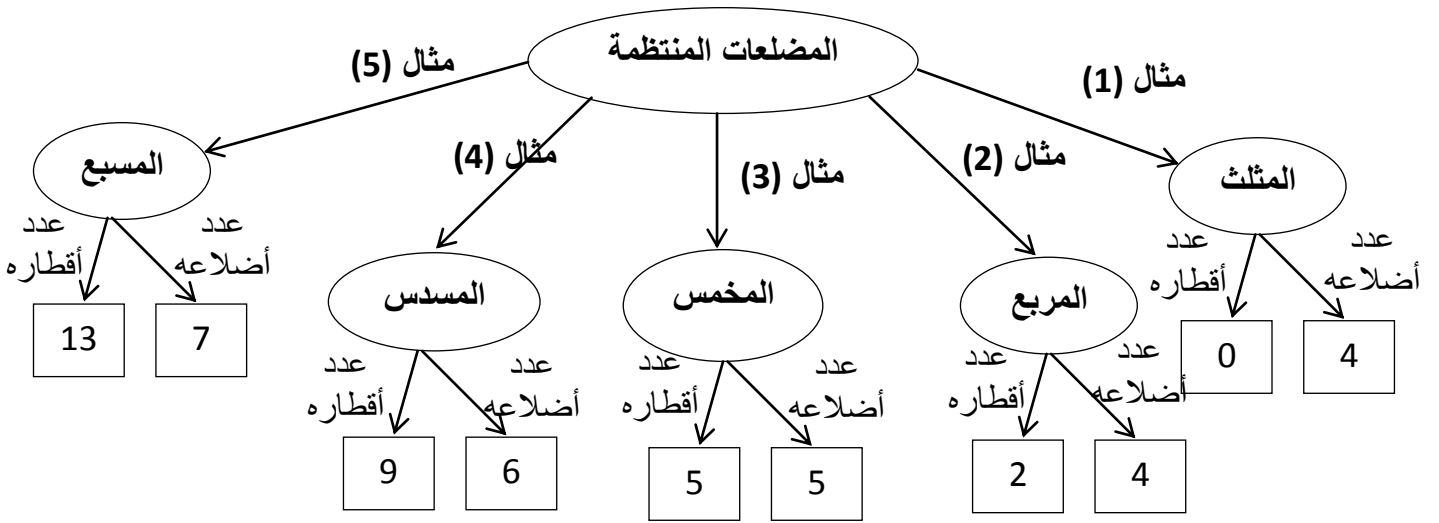 المضلعات المنتظمة
مثال (1)
مثال (2)
مثال (3)
مثال (4)
مثال (5)
المثلث
عدد أضلاعه
4
عدد أقطاره
0
المربع
عدد أضلاعه
4
عدد أقطاره
2
المخمس
عدد أضلاعه
5
عدد أقطاره
5
المسدس
عدد أضلاعه
6
عدد أقطاره
9
المسبع
عدد أضلاعه
7
عدد أقطاره
13